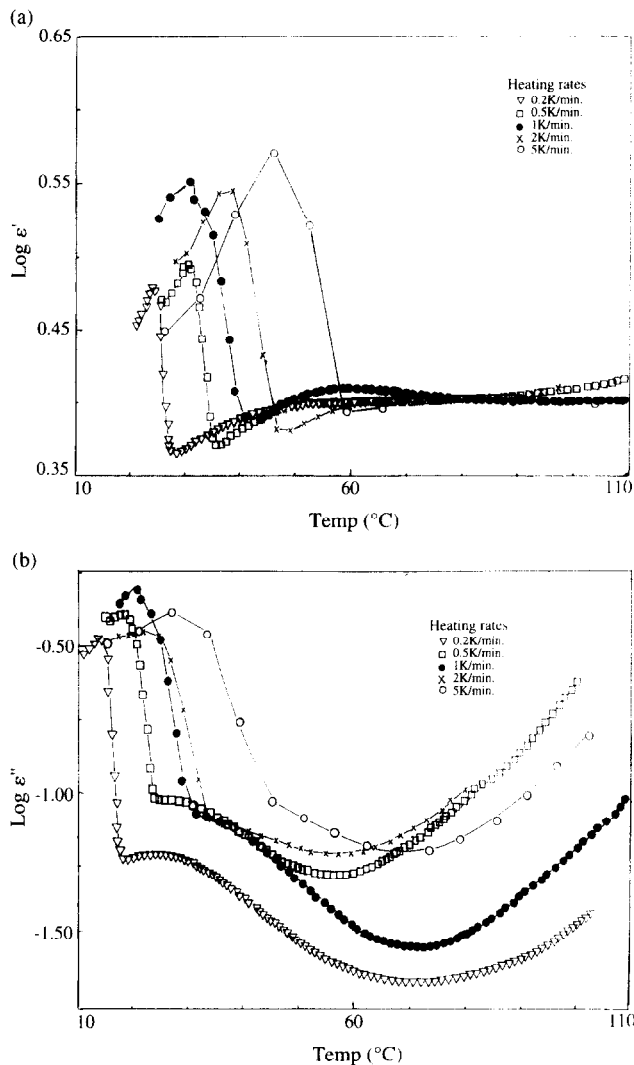 (a)
0.65
0.55
0.45
0.35
Log ε'
Heating rates
▽ 0.2K/min.
□ 0.5K/min.
● 1K/min.
× 2K/min.
○ 5K/min.
10
60
110
Temp (°C)
(b)
-0.50
-1.00
-1.50
Log ε"
Heating rates
▽ 0.2K/min.
□ 0.5K/min.
● 1K/min.
× 2K/min.
○ 5K/min.
10
60
110
Temp (°C)